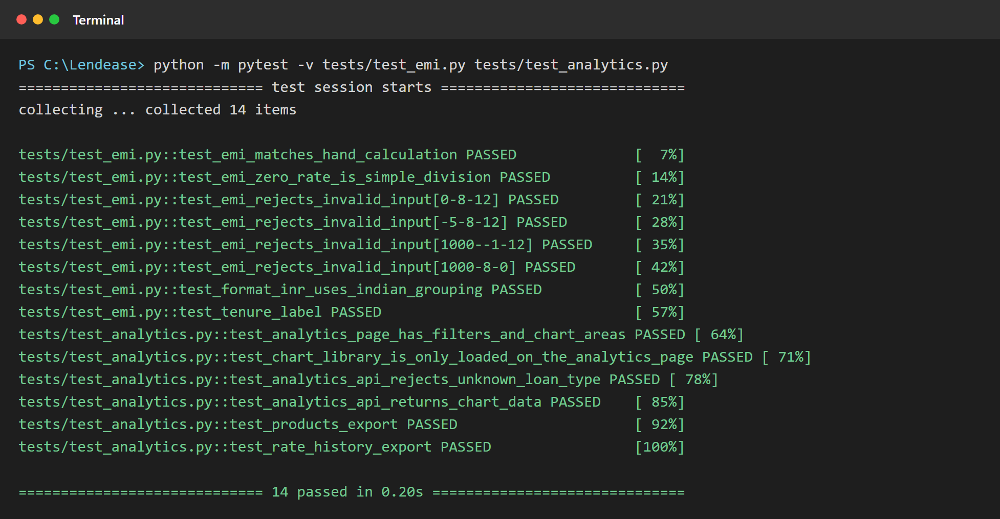 Terminal
PS C:\Lendease> python -m pytest -v tests/test_emi.py tests/test_analytics.py
============================= test session starts =============================
collecting ... collected 14 items
tests/test_emi.py::test_emi_matches_hand_calculation PASSED              [  7%]
tests/test_emi.py::test_emi_zero_rate_is_simple_division PASSED          [ 14%]
tests/test_emi.py::test_emi_rejects_invalid_input[0-8-12] PASSED         [ 21%]
tests/test_emi.py::test_emi_rejects_invalid_input[-5-8-12] PASSED        [ 28%]
tests/test_emi.py::test_emi_rejects_invalid_input[1000--1-12] PASSED     [ 35%]
tests/test_emi.py::test_emi_rejects_invalid_input[1000-8-0] PASSED       [ 42%]
tests/test_emi.py::test_format_inr_uses_indian_grouping PASSED           [ 50%]
tests/test_emi.py::test_tenure_label PASSED                              [ 57%]
tests/test_analytics.py::test_analytics_page_has_filters_and_chart_areas PASSED [ 64%]
tests/test_analytics.py::test_chart_library_is_only_loaded_on_the_analytics_page PASSED [ 71%]
tests/test_analytics.py::test_analytics_api_rejects_unknown_loan_type PASSED [ 78%]
tests/test_analytics.py::test_analytics_api_returns_chart_data PASSED    [ 85%]
tests/test_analytics.py::test_products_export PASSED                     [ 92%]
tests/test_analytics.py::test_rate_history_export PASSED                 [100%]
============================= 14 passed in 0.20s ==============================